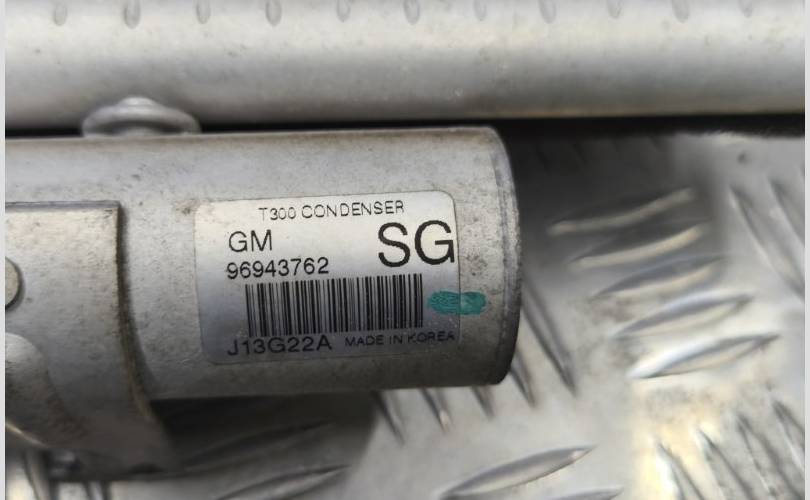 T300 CONDENSER
GM SG
96943762
J13G22A MADE IN KOREA